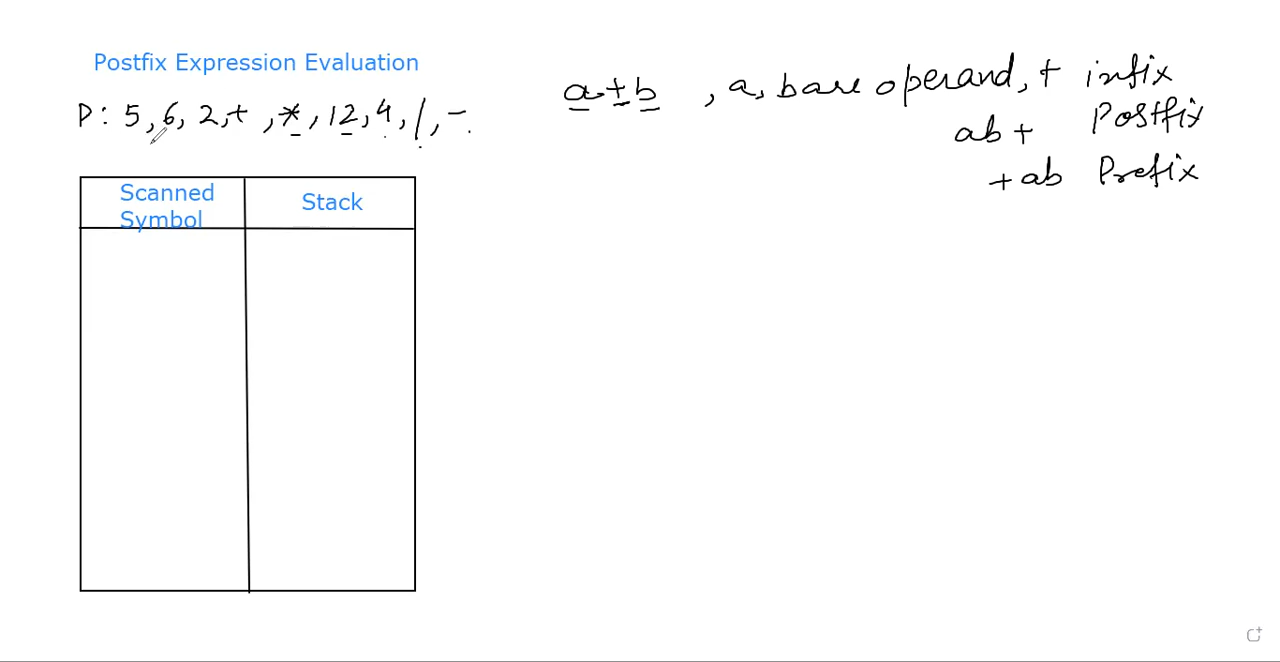 Postfix Expression Evaluation
P: 5, 6, 2, +, *, 12, 4, /, -
a+b, a, b are operand, + infix
ab+ Postfix
+ab Prefix
Scanned Symbol
Stack